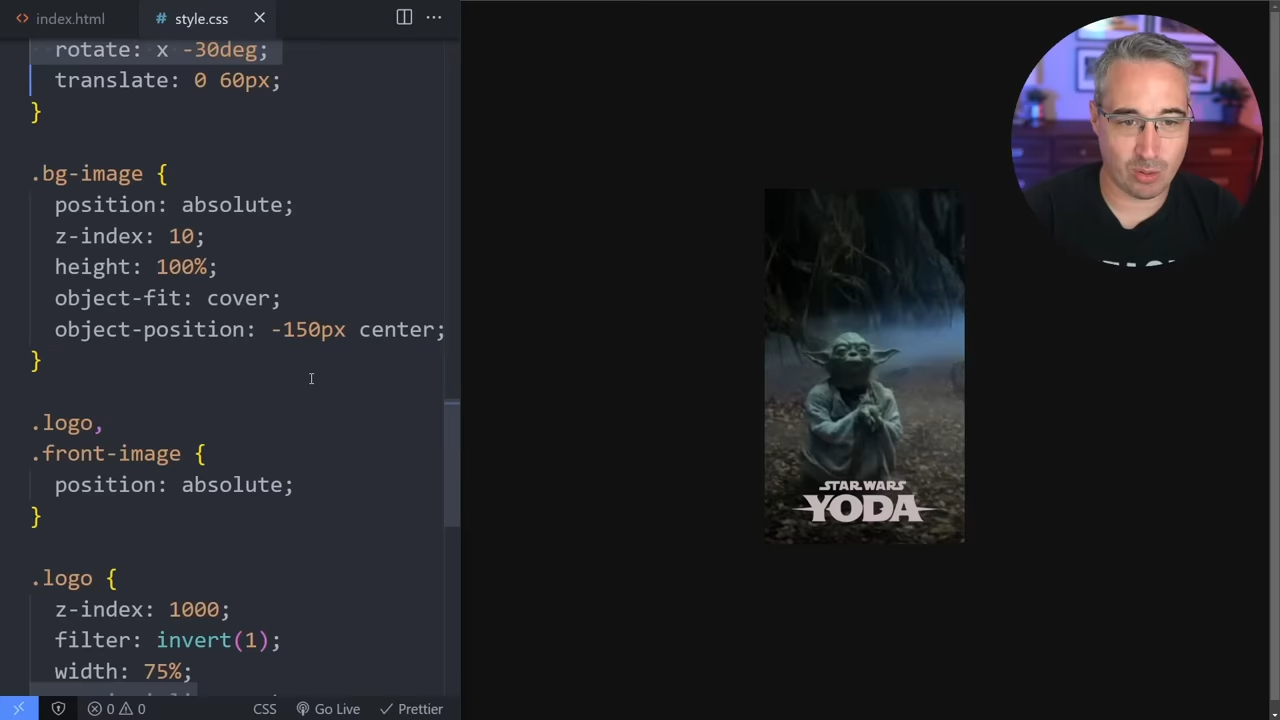 index.html
style.css
rotate: x -30deg;
translate: 0 60px;
}
.bg-image {
position: absolute;
z-index: 10;
height: 100%;
object-fit: cover;
object-position: -150px center;
}
.logo,
.front-image {
position: absolute;
}
.logo {
z-index: 1000;
filter: invert(1);
width: 75%;
0 0
CSS
Go Live
Prettier
STAR WARS
YODA